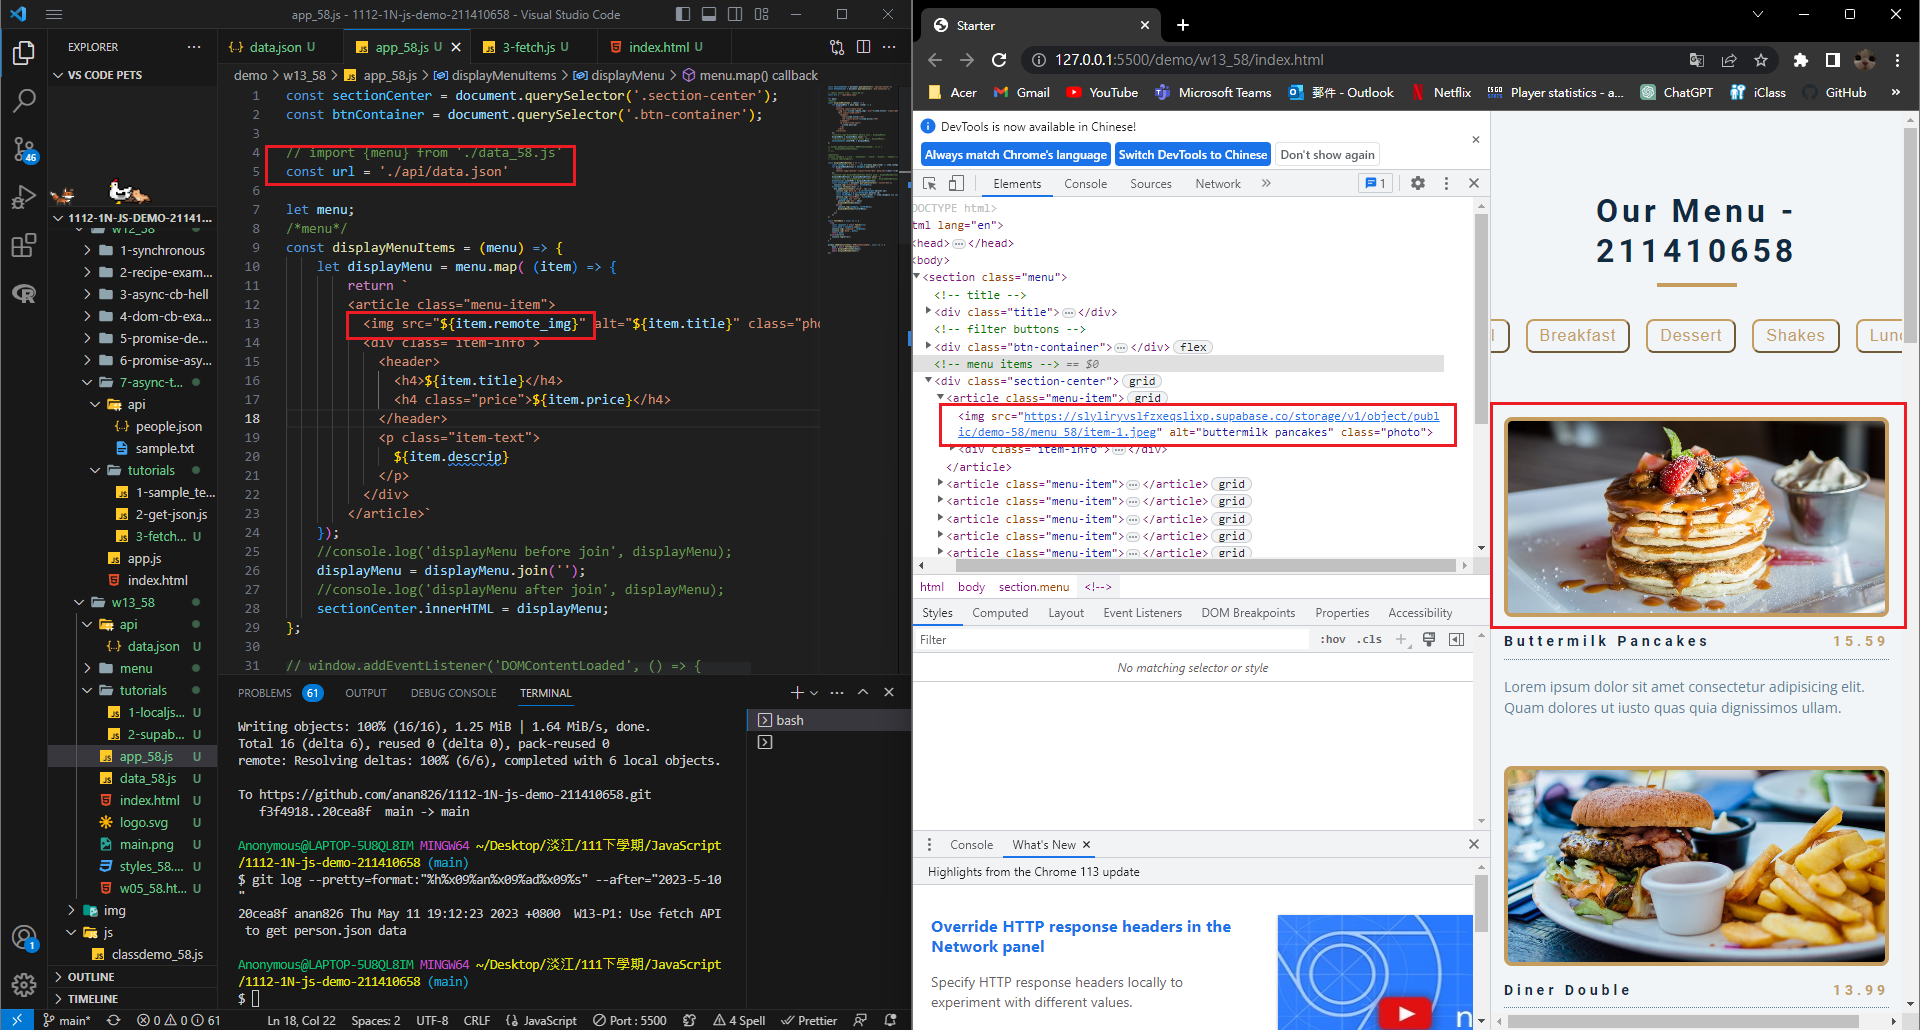 app_58.js - 1112-1N-js-demo-211410658 - Visual Studio Code
EXPLORER
VS CODE PETS
1112-1N-JS-DEMO-21141...
w12_58
1-synchronous
2-recipe-exam...
3-async-cb-hell
4-dom-cb-exa...
5-promise-de...
6-promise-asy...
7-async-t...
api
people.json
sample.txt
tutorials
1-sample_te...
2-get-json.js
3-fetch... U
app.js
index.html
w13_58
api
data.json U
menu
tutorials
1-localjs... U
2-supab... U
app_58.js U
data_58.js U
index.html U
logo.svg U
main.png U
styles_58.... U
w05_58.ht... U
img
js
classdemo_58.js
OUTLINE
TIMELINE
46
1
data.json U
app_58.js U
3-fetch.js U
index.html U
demo > w13_58 > app_58.js > displayMenuItems > displayMenu > menu.map() callback
1 const sectionCenter = document.querySelector('.section-center');
2 const btnContainer = document.querySelector('.btn-container');
3
4 // import {menu} from './data_58.js'
5 const url = './api/data.json'
6
7 let menu;
8 /*menu*/
9 const displayMenuItems = (menu) => {
10 let displayMenu = menu.map( (item) => {
11 return `
12 <article class="menu-item">
13 <img src="${item.remote_img}" alt="${item.title}" class="pho
14 <div class="item-info">
15 <header>
16 <h4>${item.title}</h4>
17 <h4 class="price">${item.price}</h4>
18 </header>
19 <p class="item-text">
20 ${item.descrip}
21 </p>
22 </div>
23 </article>`
24 });
25 //console.log('displayMenu before join', displayMenu);
26 displayMenu = displayMenu.join('');
27 //console.log('displayMenu after join', displayMenu);
28 sectionCenter.innerHTML = displayMenu;
29 };
30
31 // window.addEventListener('DOMContentLoaded', () => {
PROBLEMS 61 OUTPUT DEBUG CONSOLE TERMINAL
bash
Writing objects: 100% (16/16), 1.25 MiB | 1.64 MiB/s, done.
Total 16 (delta 6), reused 0 (delta 0), pack-reused 0
remote: Resolving deltas: 100% (6/6), completed with 6 local objects.
To https://github.com/anan826/1112-1N-js-demo-211410658.git
f3f4918..20cea8f main -> main
Anonymous@LAPTOP-5U8QL8IM MINGW64 ~/Desktop/淡江/111下學期/JavaScript
/1112-1N-js-demo-211410658 (main)
$ git log --pretty=format:"%h%x09%an%x09%ad%x09%s" --after="2023-5-10
"
20cea8f anan826 Thu May 11 19:12:23 2023 +0800 W13-P1: Use fetch API
to get person.json data
Anonymous@LAPTOP-5U8QL8IM MINGW64 ~/Desktop/淡江/111下學期/JavaScript
/1112-1N-js-demo-211410658 (main)
$
main* 0 0 61 Ln 18, Col 22 Spaces: 2 UTF-8 CRLF JavaScript Port : 5500 4 Spell Prettier
Starter
127.0.0.1:5500/demo/w13_58/index.html
Acer Gmail YouTube Microsoft Teams 郵件 - Outlook Netflix Player statistics - a... ChatGPT iClass GitHub »
DevTools is now available in Chinese!
Always match Chrome's language Switch DevTools to Chinese Don't show again
Elements Console Sources Network » 1
DOCTYPE html>
tml lang="en">
<head>…</head>
<body>
<section class="menu">
<!-- title -->
<div class="title">…</div>
<!-- filter buttons -->
<div class="btn-container">…</div> flex
<!-- menu items --> == $0
<div class="section-center"> grid
<article class="menu-item"> grid
<img src="https://slyliryvslfzxeqslixp.supabase.co/storage/v1/object/publ
ic/demo-58/menu_58/item-1.jpeg" alt="buttermilk pancakes" class="photo">
<div class="item-info">…</div>
</article>
<article class="menu-item">…</article> grid
<article class="menu-item">…</article> grid
<article class="menu-item">…</article> grid
<article class="menu-item">…</article> grid
<article class="menu-item">…</article> grid
html body section.menu <!-->
Styles Computed Layout Event Listeners DOM Breakpoints Properties Accessibility
Filter :hov .cls
No matching selector or style
Console What's New
Highlights from the Chrome 113 update
Override HTTP response headers in the
Network panel
Specify HTTP response headers locally to
experiment with different values.
Our Menu -
211410658
l Breakfast Dessert Shakes Lunc
Buttermilk Pancakes 15.59
Lorem ipsum dolor sit amet consectetur adipisicing elit.
Quam dolores ut iusto quas quia dignissimos ullam.
Diner Double 13.99